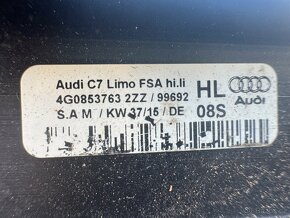 Audi C7 Limo FSA hi.li
4G0853763 2ZZ / 99692
S.A M / KW 37/15 / DE
HL
Audi
08S